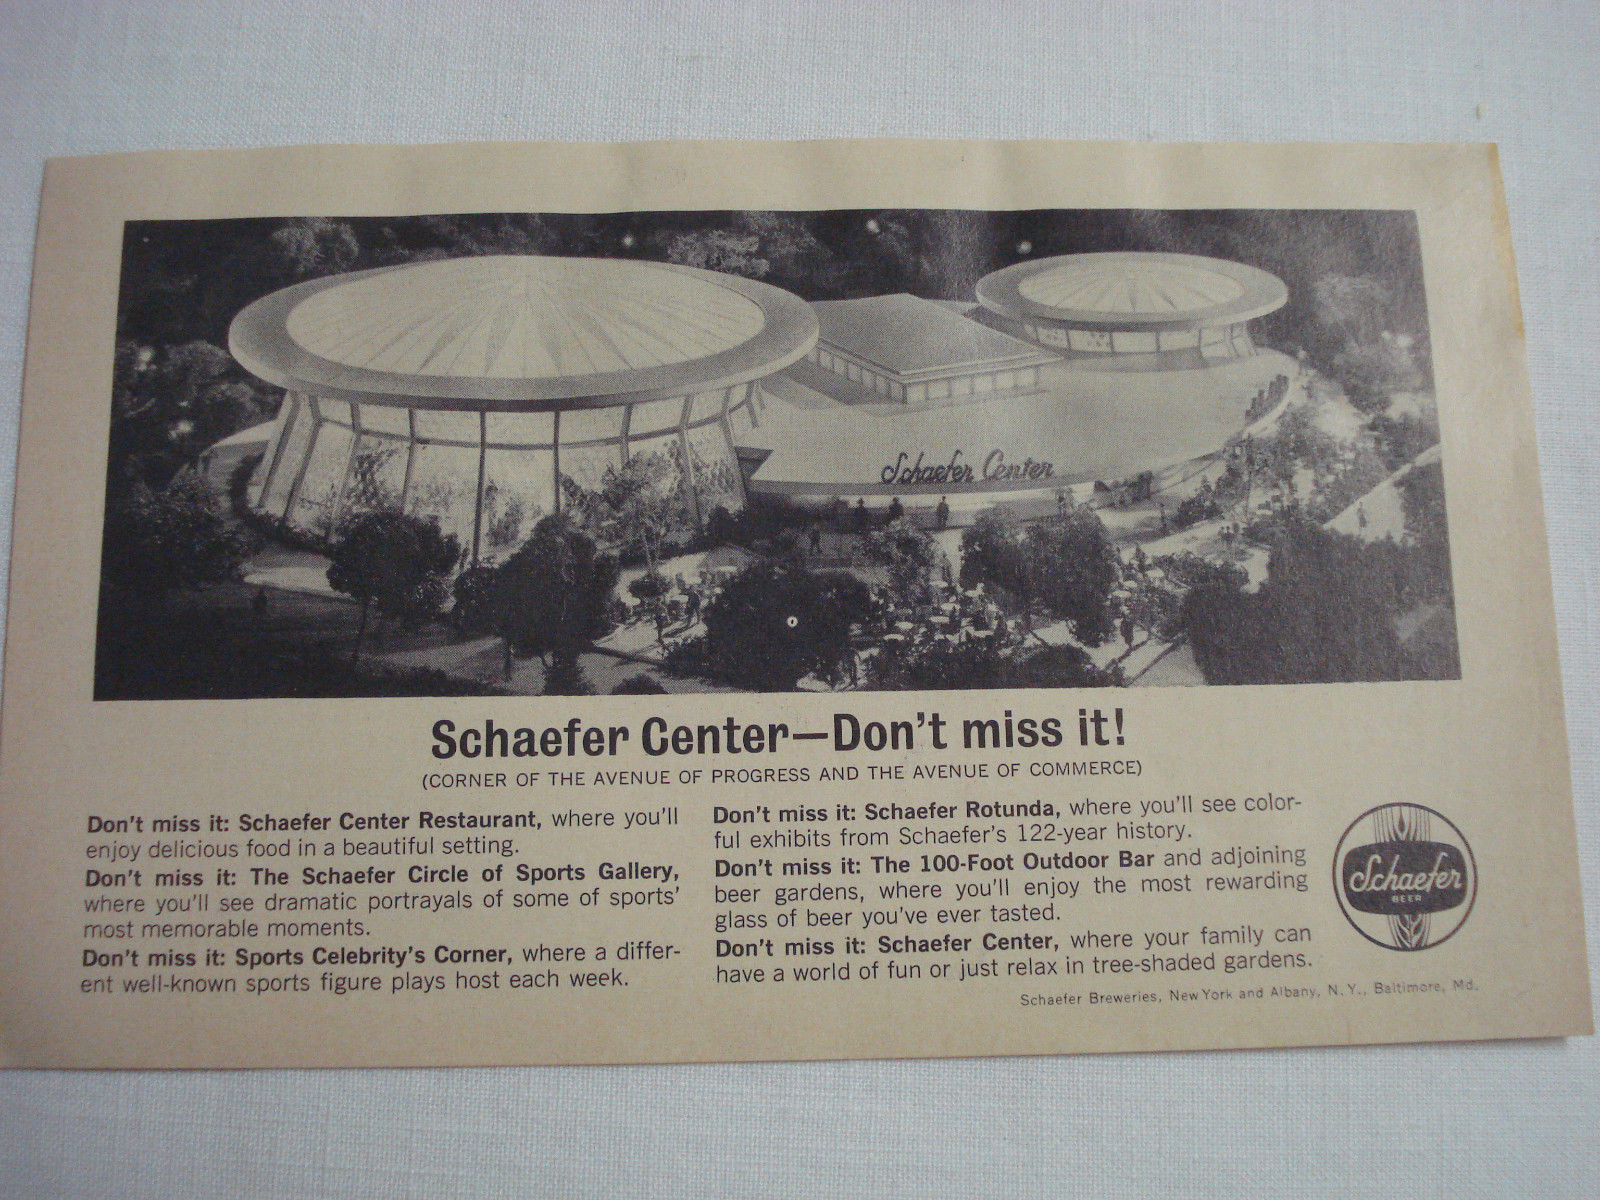 Schaefer Center
Schaefer Center—Don't miss it!
(CORNER OF THE AVENUE OF PROGRESS AND THE AVENUE OF COMMERCE)
Don't miss it: Schaefer Center Restaurant, where you'll
enjoy delicious food in a beautiful setting.
Don't miss it: The Schaefer Circle of Sports Gallery,
where you'll see dramatic portrayals of some of sports'
most memorable moments.
Don't miss it: Sports Celebrity's Corner, where a differ-
ent well-known sports figure plays host each week.
Don't miss it: Schaefer Rotunda, where you'll see color-
ful exhibits from Schaefer's 122-year history.
Don't miss it: The 100-Foot Outdoor Bar and adjoining
beer gardens, where you'll enjoy the most rewarding
glass of beer you've ever tasted.
Don't miss it: Schaefer Center, where your family can
have a world of fun or just relax in tree-shaded gardens.
Schaefer
BEER
Schaefer Breweries, New York and Albany, N.Y., Baltimore, Md.